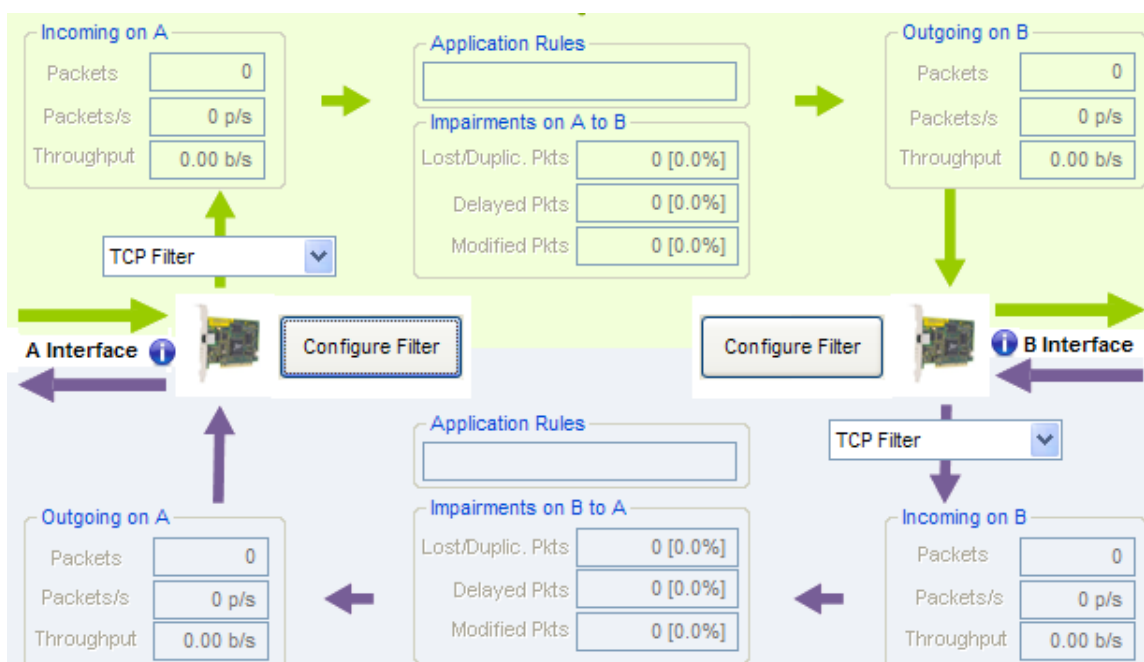 Incoming on A
Packets 0
Packets/s 0 p/s
Throughput 0.00 b/s
Application Rules
Impairments on A to B
Lost/Duplic. Pkts 0 [0.0%]
Delayed Pkts 0 [0.0%]
Modified Pkts 0 [0.0%]
Outgoing on B
Packets 0
Packets/s 0 p/s
Throughput 0.00 b/s
TCP Filter
A Interface
Configure Filter
Configure Filter
B Interface
TCP Filter
Outgoing on A
Packets 0
Packets/s 0 p/s
Throughput 0.00 b/s
Application Rules
Impairments on B to A
Lost/Duplic. Pkts 0 [0.0%]
Delayed Pkts 0 [0.0%]
Modified Pkts 0 [0.0%]
Incoming on B
Packets 0
Packets/s 0 p/s
Throughput 0.00 b/s